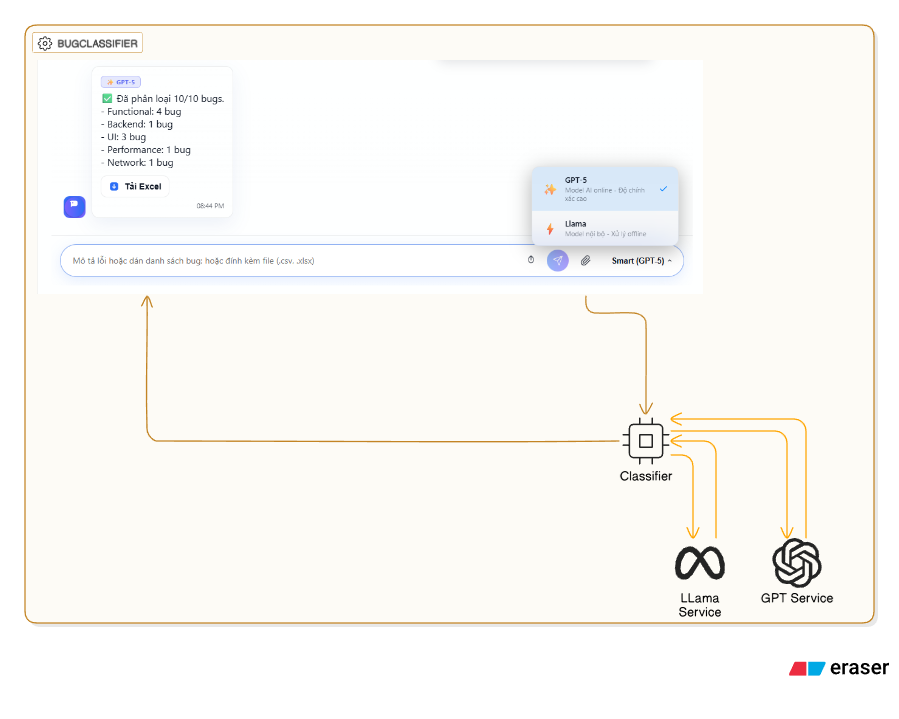 BUGCLASSIFIER
GPT-5
✅ Đã phân loại 10/10 bugs.
- Functional: 4 bug
- Backend: 1 bug
- UI: 3 bug
- Performance: 1 bug
- Network: 1 bug
Tải Excel
08:44 PM
GPT-5
Model AI online - Độ chính
xác cao
Llama
Model nội bộ - Xử lý offline
Mô tả lỗi hoặc dán danh sách bug: hoặc đính kèm file (.csv, .xlsx)
Smart (GPT-5)
Classifier
LLama
Service
GPT Service
eraser